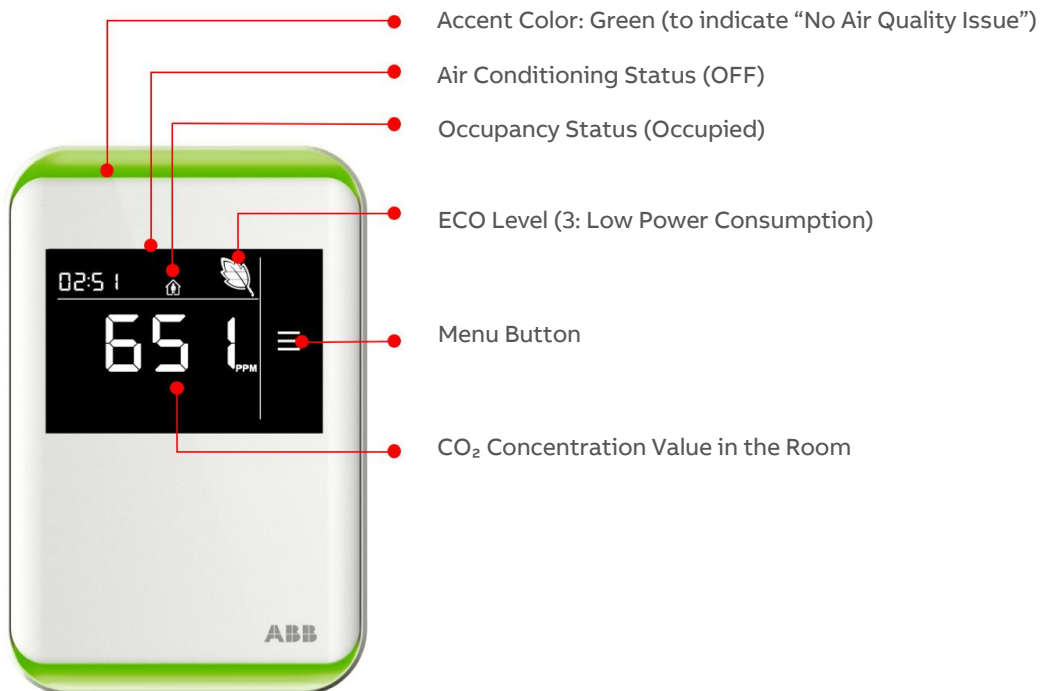 Accent Color: Green (to indicate “No Air Quality Issue”)
Air Conditioning Status (OFF)
Occupancy Status (Occupied)
ECO Level (3: Low Power Consumption)
02:51
651 PPM
Menu Button
CO₂ Concentration Value in the Room
ABB